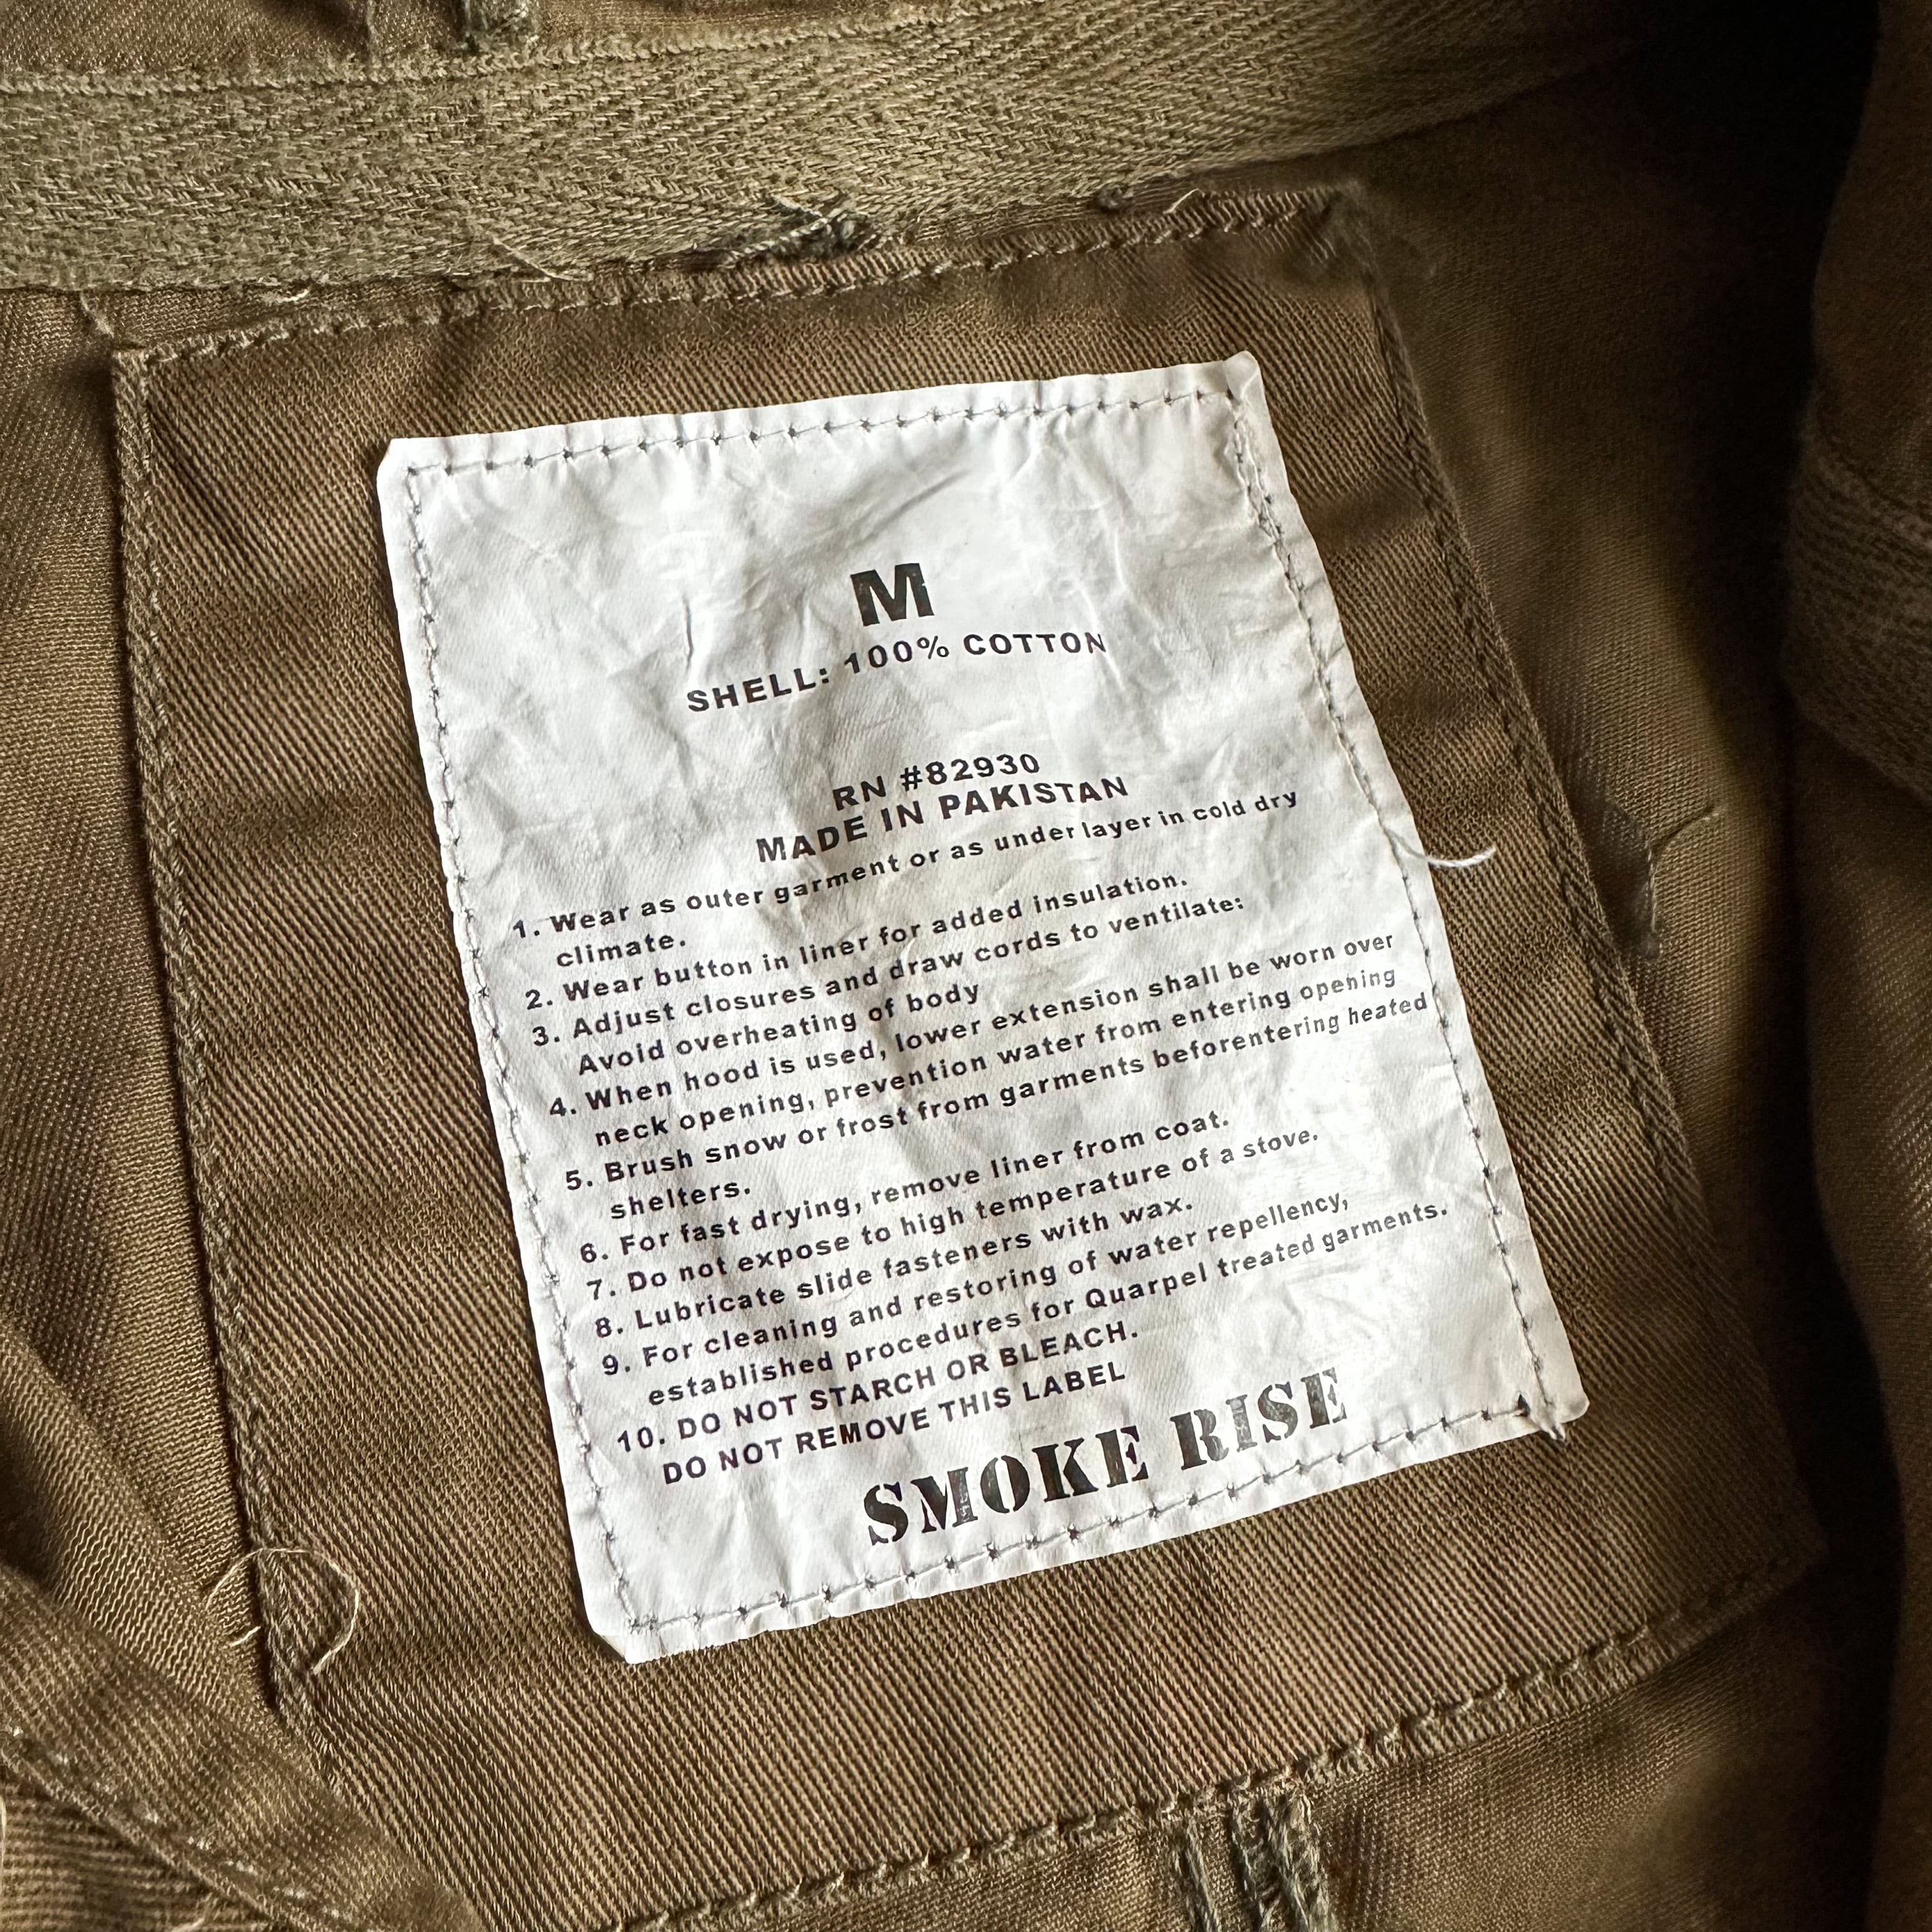 M
SHELL: 100% COTTON
RN #82930
MADE IN PAKISTAN
1. Wear as outer garment or as under layer in cold dry
climate.
2. Wear button in liner for added insulation.
3. Adjust closures and draw cords to ventilate:
Avoid overheating of body
4. When hood is used, lower extension shall be worn over
neck opening, prevention water from entering opening
5. Brush snow or frost from garments beforentering heated
shelters.
6. For fast drying, remove liner from coat.
7. Do not expose to high temperature of a stove.
8. Lubricate slide fasteners with wax.
9. For cleaning and restoring of water repellency,
established procedures for Quarpel treated garments.
10. DO NOT STARCH OR BLEACH.
DO NOT REMOVE THIS LABEL
SMOKE RISE